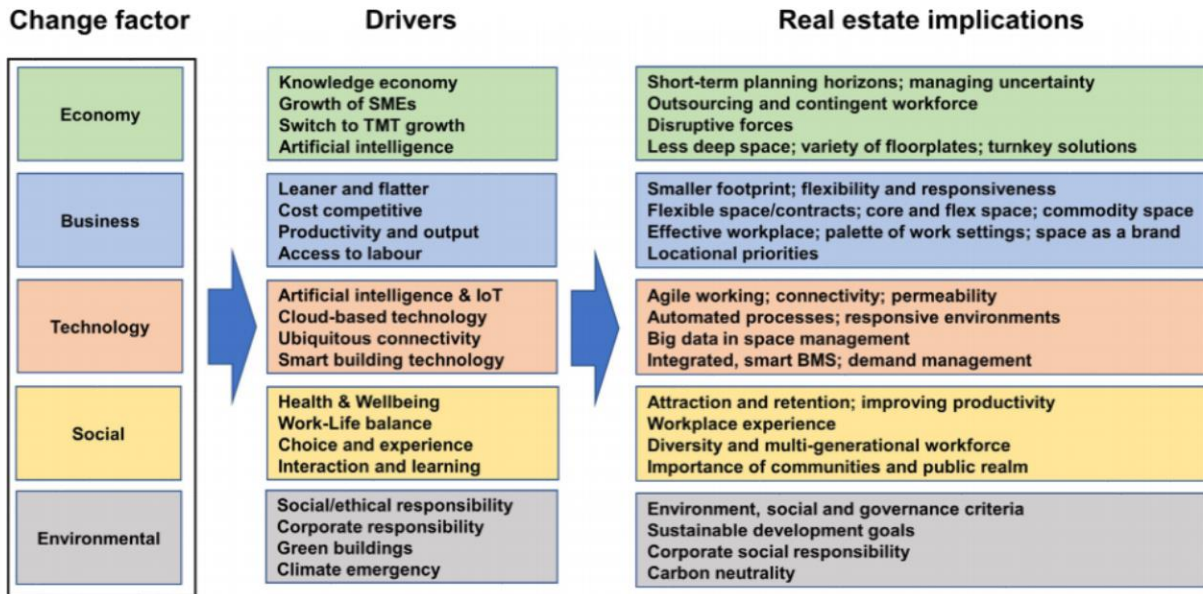 Change factor
Drivers
Real estate implications
Economy
Knowledge economy
Growth of SMEs
Switch to TMT growth
Artificial intelligence
Short-term planning horizons; managing uncertainty
Outsourcing and contingent workforce
Disruptive forces
Less deep space; variety of floorplates; turnkey solutions
Business
Leaner and flatter
Cost competitive
Productivity and output
Access to labour
Smaller footprint; flexibility and responsiveness
Flexible space/contracts; core and flex space; commodity space
Effective workplace; palette of work settings; space as a brand
Locational priorities
Technology
Artificial intelligence & IoT
Cloud-based technology
Ubiquitous connectivity
Smart building technology
Agile working; connectivity; permeability
Automated processes; responsive environments
Big data in space management
Integrated, smart BMS; demand management
Social
Health & Wellbeing
Work-Life balance
Choice and experience
Interaction and learning
Attraction and retention; improving productivity
Workplace experience
Diversity and multi-generational workforce
Importance of communities and public realm
Environmental
Social/ethical responsibility
Corporate responsibility
Green buildings
Climate emergency
Environment, social and governance criteria
Sustainable development goals
Corporate social responsibility
Carbon neutrality